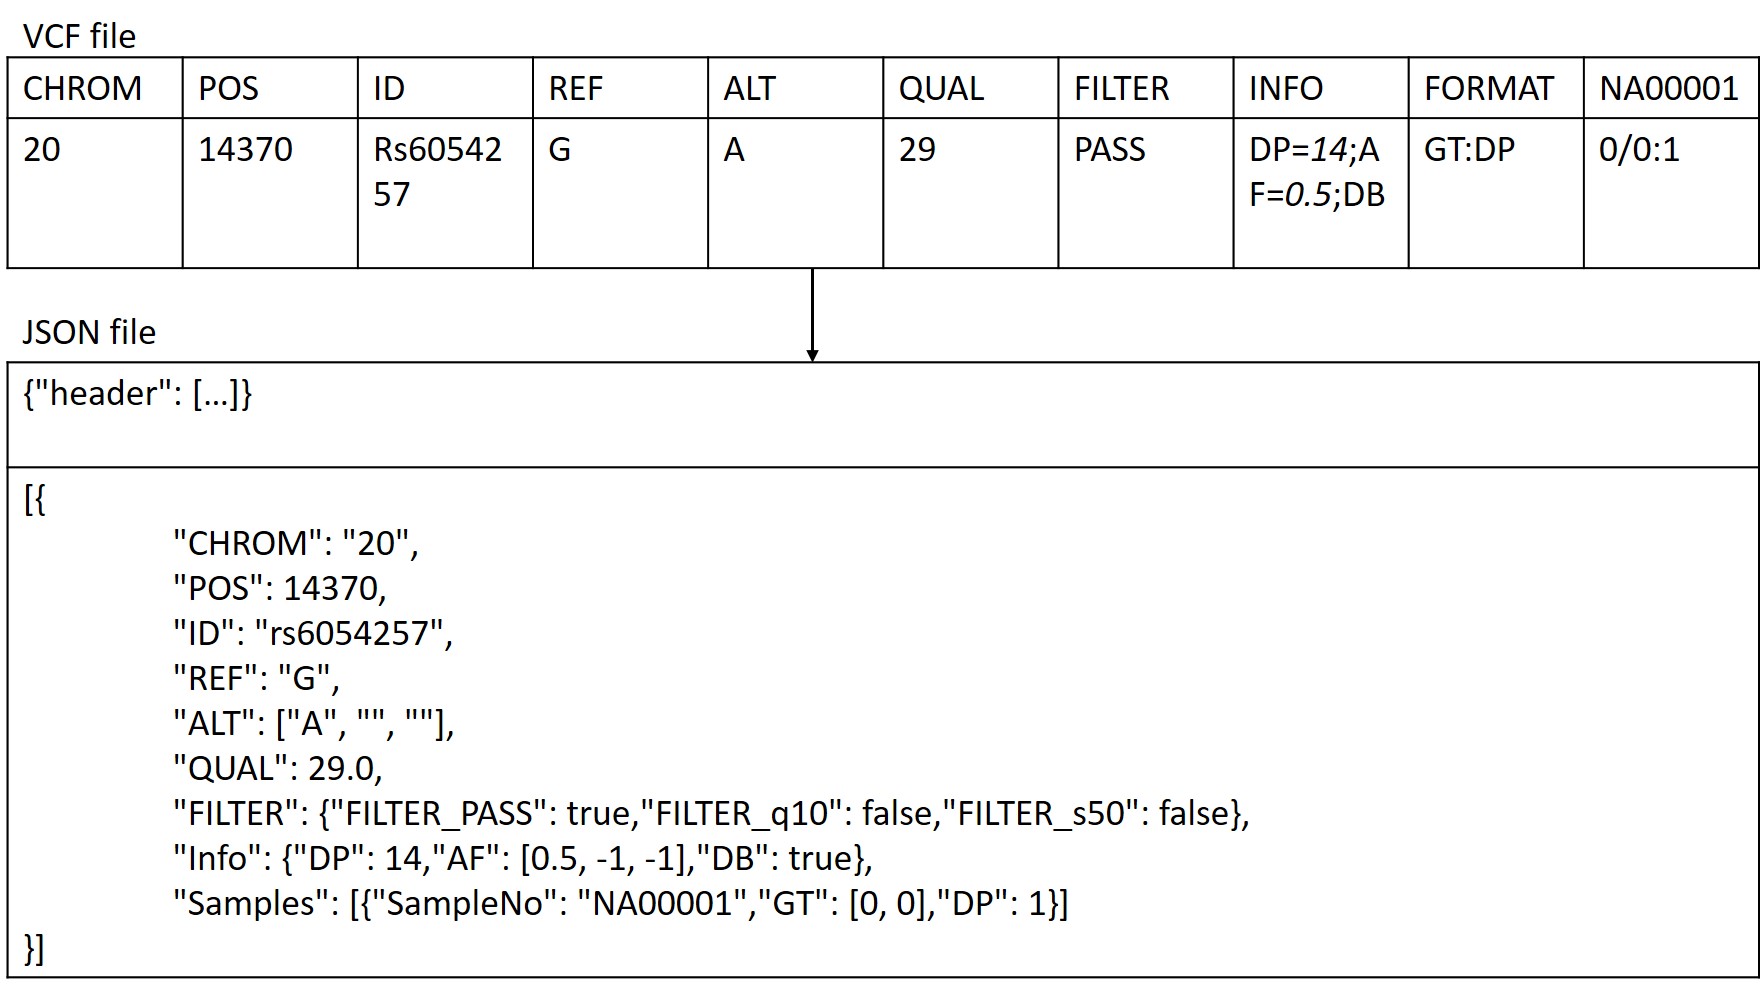 VCF file
CHROM POS ID REF ALT QUAL FILTER INFO FORMAT NA00001
20 14370 Rs60542 G A 29 PASS DP=14;A GT:DP 0/0:1
57 F=0.5;DB
JSON file
{"header": [...]}
[{
"CHROM": "20",
"POS": 14370,
"ID": "rs6054257",
"REF": "G",
"ALT": ["A", "", ""],
"QUAL": 29.0,
"FILTER": {"FILTER_PASS": true,"FILTER_q10": false,"FILTER_s50": false},
"Info": {"DP": 14,"AF": [0.5, -1, -1],"DB": true},
"Samples": [{"SampleNo": "NA00001","GT": [0, 0],"DP": 1}]
}]